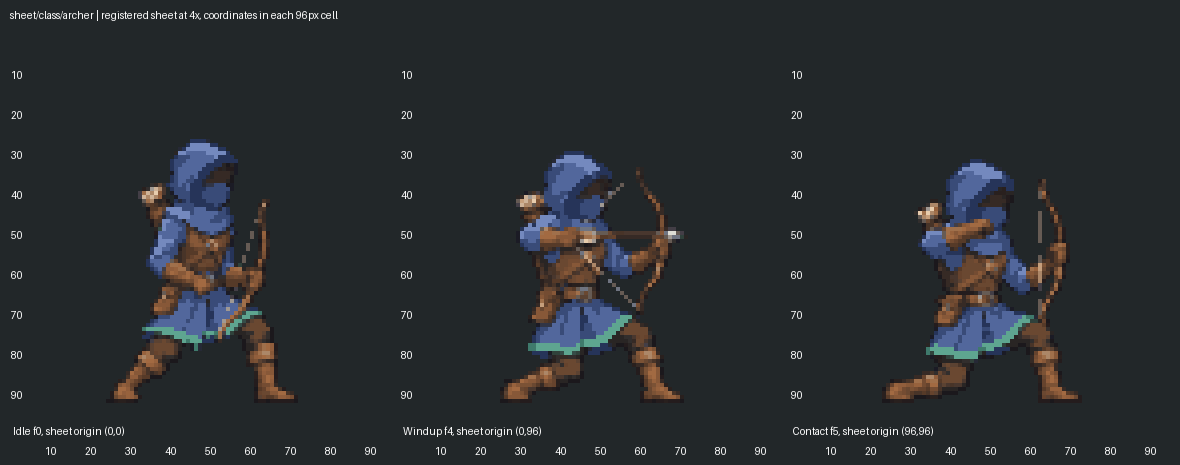 sheet/class/archer | registered sheet at 4x, coordinates in each 96px cell
10 10 10
20 20 20
30 30 30
40 40 40
50 50 50
60 60 60
70 70 70
80 80 80
90 90 90
Idle f0, sheet origin (0,0) Windup f4, sheet origin (0,96) Contact f5, sheet origin (96,96)
10 20 30 40 50 60 70 80 90 10 20 30 40 50 60 70 80 90 10 20 30 40 50 60 70 80 90